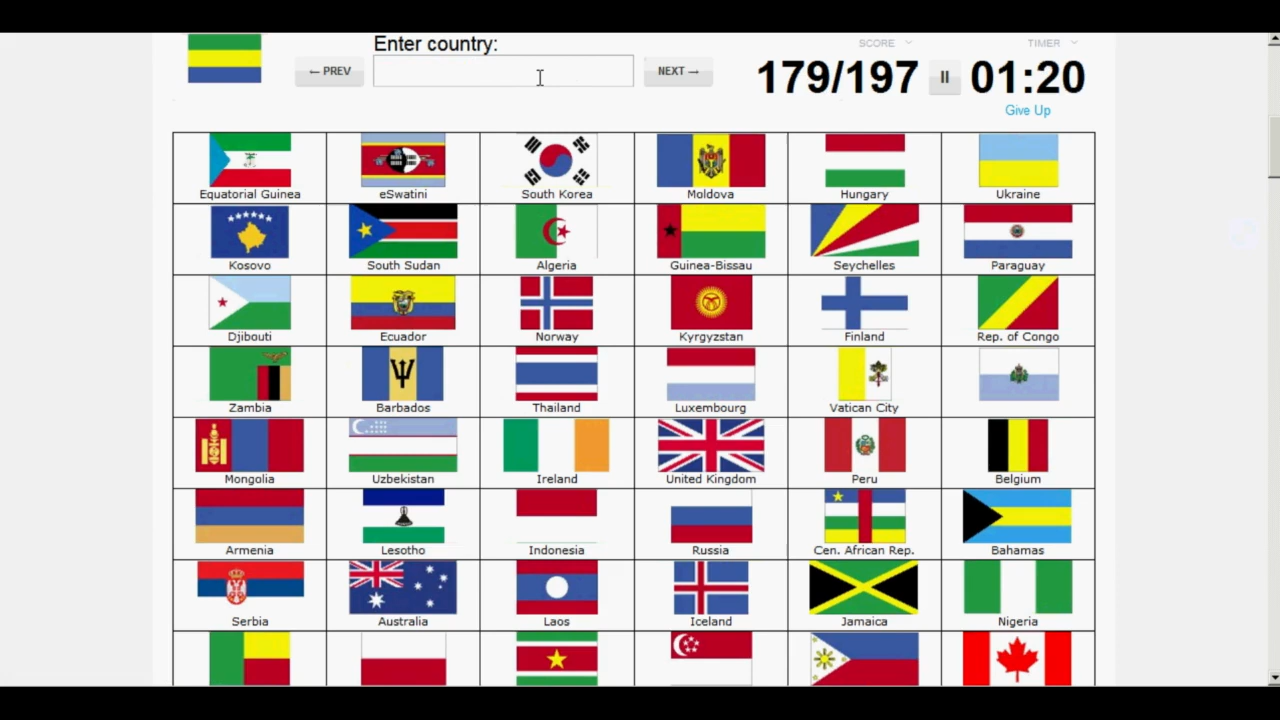 Enter country:
SCORE
TIMER
← PREV
NEXT →
179/197
01:20
Give Up
Equatorial Guinea
eSwatini
South Korea
Moldova
Hungary
Ukraine
Kosovo
South Sudan
Algeria
Guinea-Bissau
Seychelles
Paraguay
Djibouti
Ecuador
Norway
Kyrgyzstan
Finland
Rep. of Congo
Zambia
Barbados
Thailand
Luxembourg
Vatican City
Mongolia
Uzbekistan
Ireland
United Kingdom
Peru
Belgium
Armenia
Lesotho
Indonesia
Russia
Cen. African Rep.
Bahamas
Serbia
Australia
Laos
Iceland
Jamaica
Nigeria